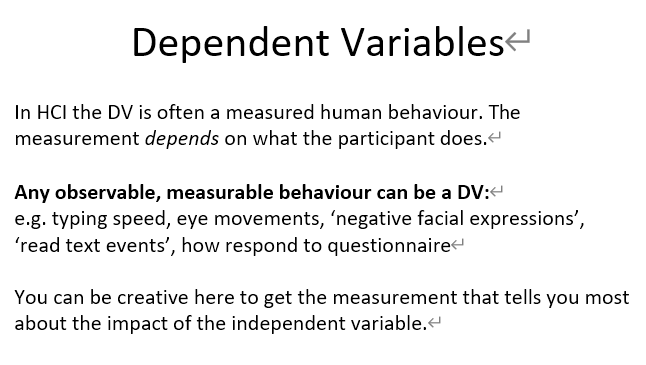 Dependent Variables
In HCI the DV is often a measured human behaviour. The
measurement depends on what the participant does.
Any observable, measurable behaviour can be a DV:
e.g. typing speed, eye movements, ‘negative facial expressions’,
‘read text events’, how respond to questionnaire
You can be creative here to get the measurement that tells you most
about the impact of the independent variable.